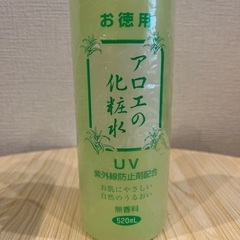 お徳用
アロエの
化粧水
UV
紫外線防止剤配合
お肌にやさしい
自然のうるおい
無香料
520mL